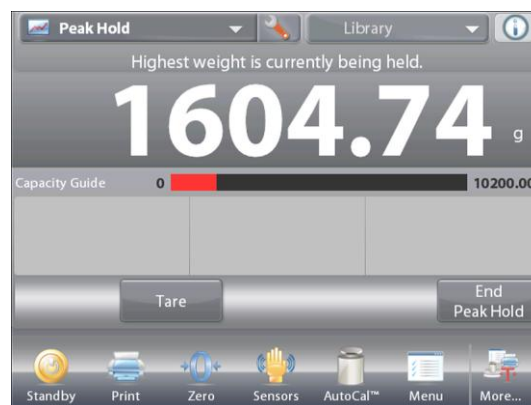 Peak Hold Library
Highest weight is currently being held.
1604.74 g
Capacity Guide 0 10200.00
Tare
End
Peak Hold
Standby Print Zero Sensors AutoCal™ Menu More...